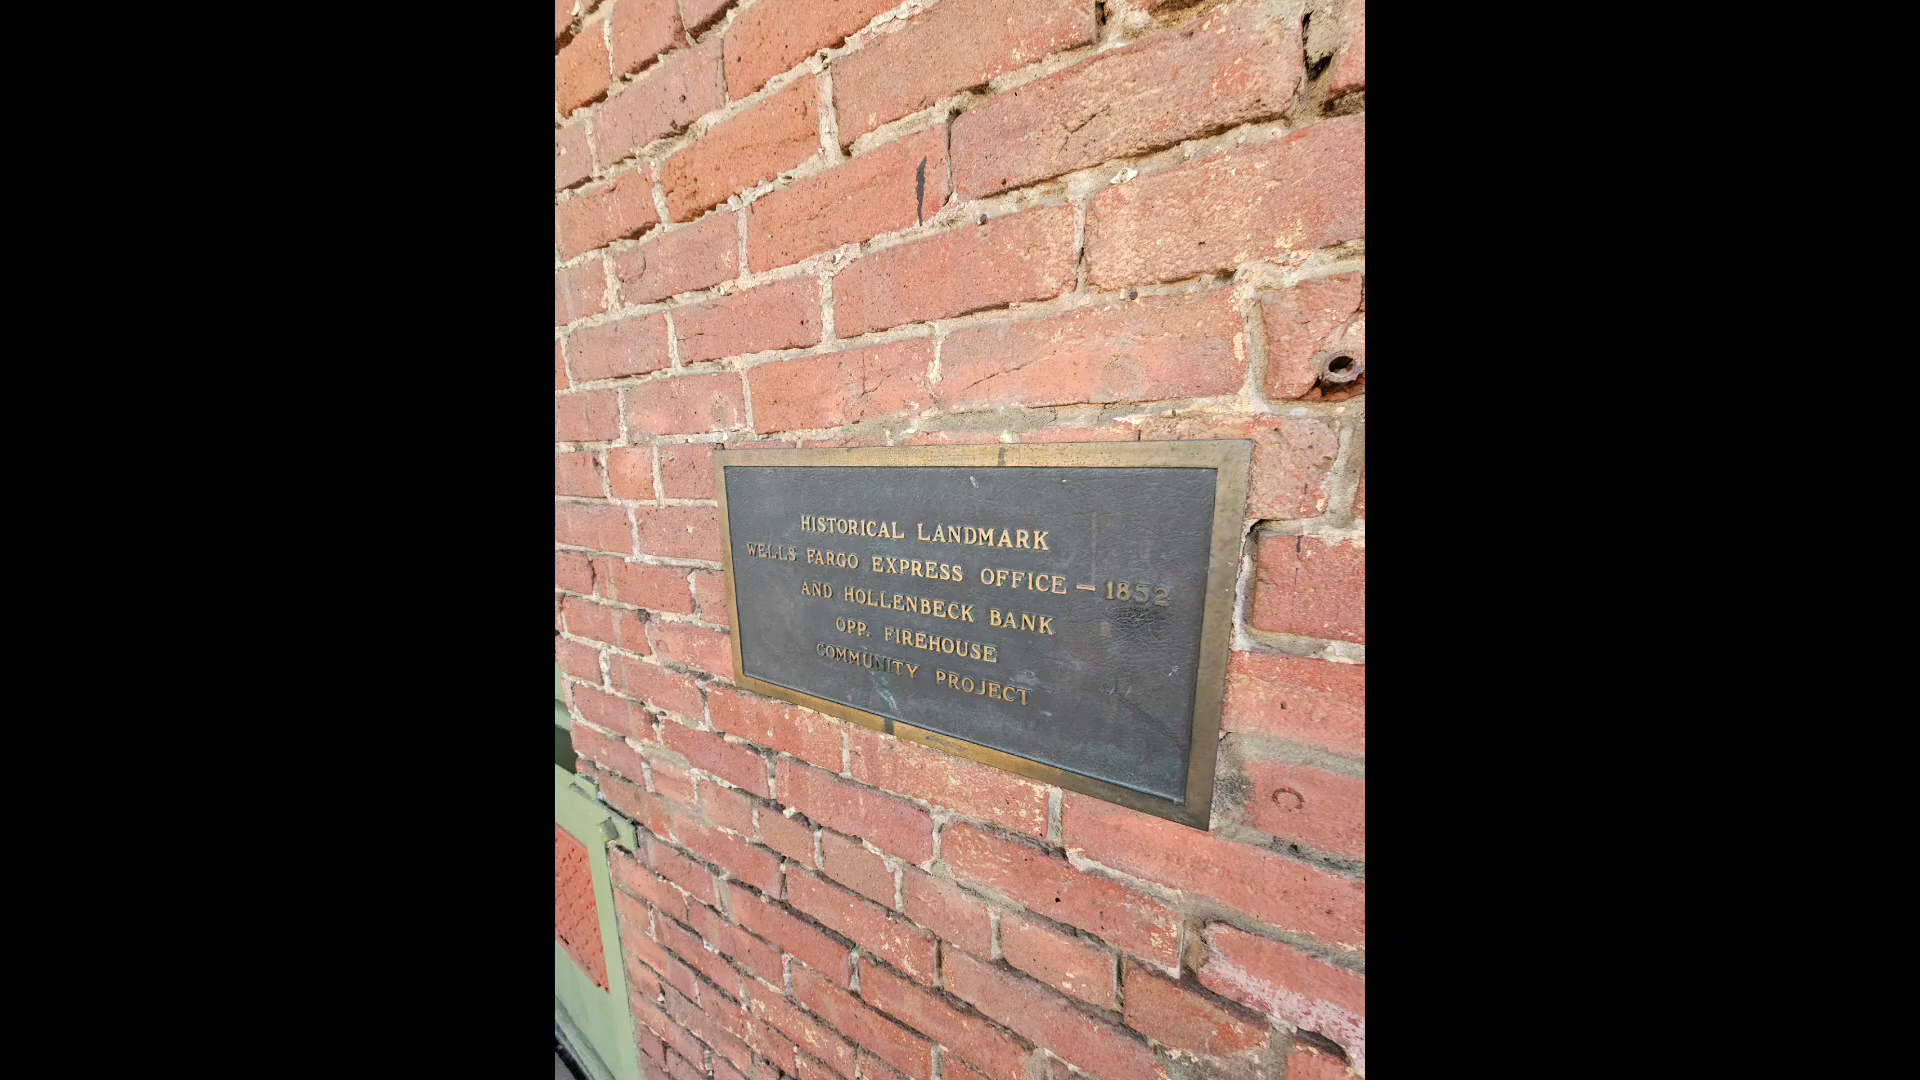 HISTORICAL LANDMARK
WELLS FARGO EXPRESS OFFICE – 1852
AND HOLLENBECK BANK
OPP. FIREHOUSE
COMMUNITY PROJECT